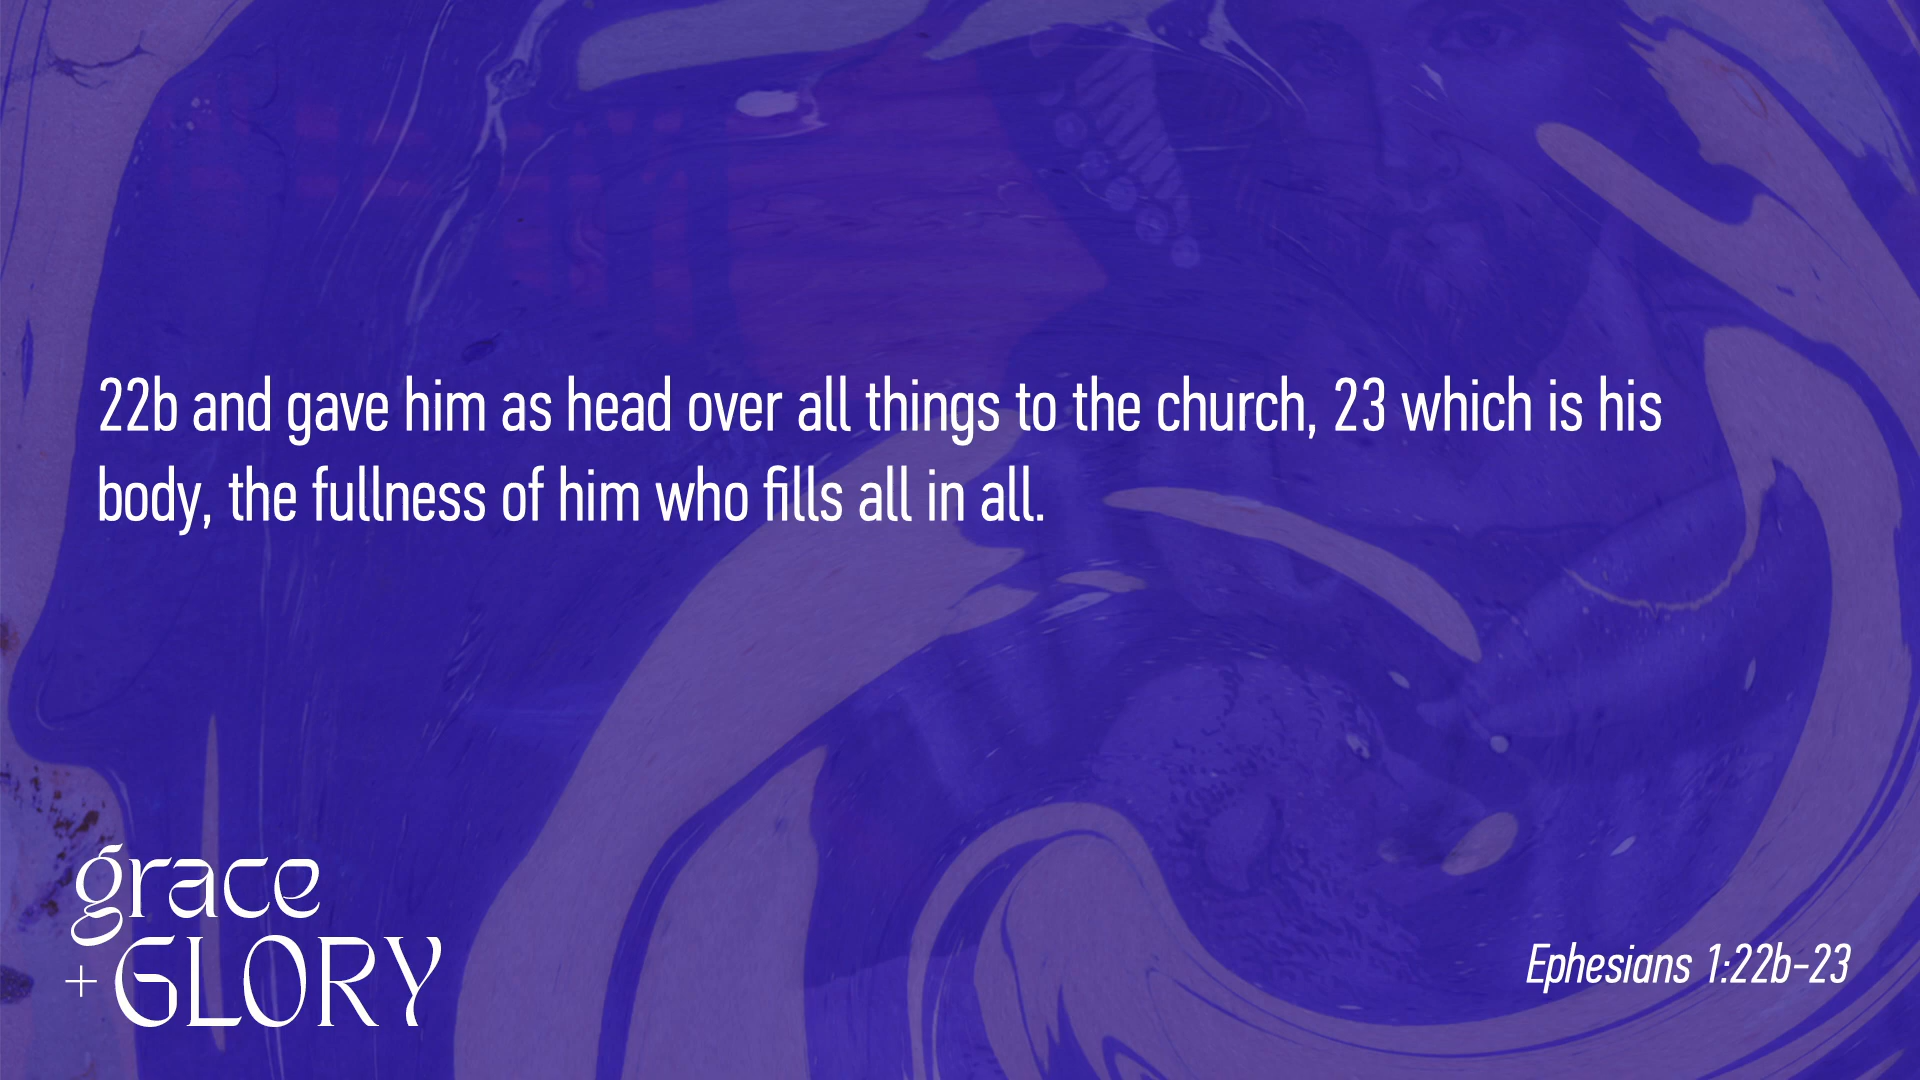 22b and gave him as head over all things to the church, 23 which is his
body, the fullness of him who fills all in all.
grace
+ GLORY
Ephesians 1:22b-23